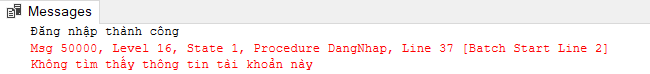 Messages
Đăng nhập thành công
Msg 50000, Level 16, State 1, Procedure DangNhap, Line 37 [Batch Start Line 2]
Không tìm thấy thông tin tài khoản này